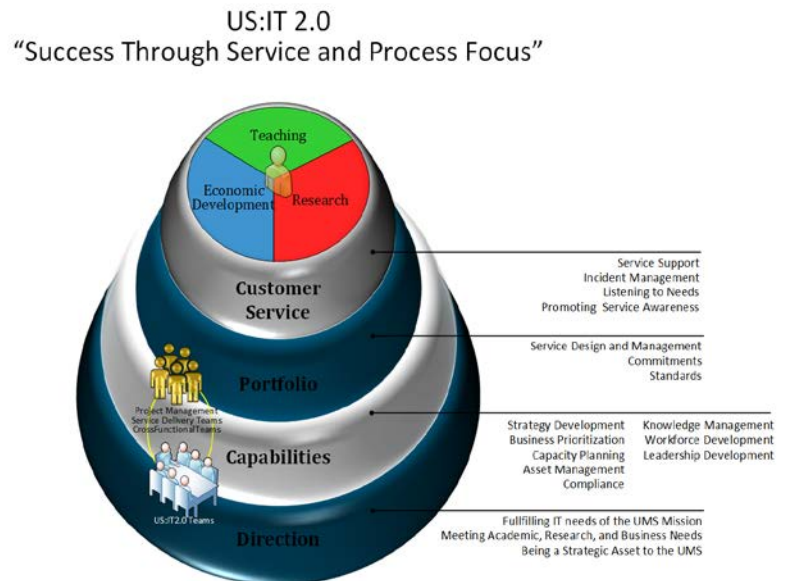 US:IT 2.0
“Success Through Service and Process Focus”
Teaching
Economic
Development
Research
Customer
Service
Service Support
Incident Management
Listening to Needs
Promoting Service Awareness
Portfolio
Service Design and Management
Commitments
Standards
Project Management
Service Delivery Teams
CrossFunctionalTeams
Capabilities
Strategy Development
Business Prioritization
Capacity Planning
Asset Management
Compliance
Knowledge Management
Workforce Development
Leadership Development
US:IT2.0 Teams
Direction
Fullfilling IT needs of the UMS Mission
Meeting Academic, Research, and Business Needs
Being a Strategic Asset to the UMS